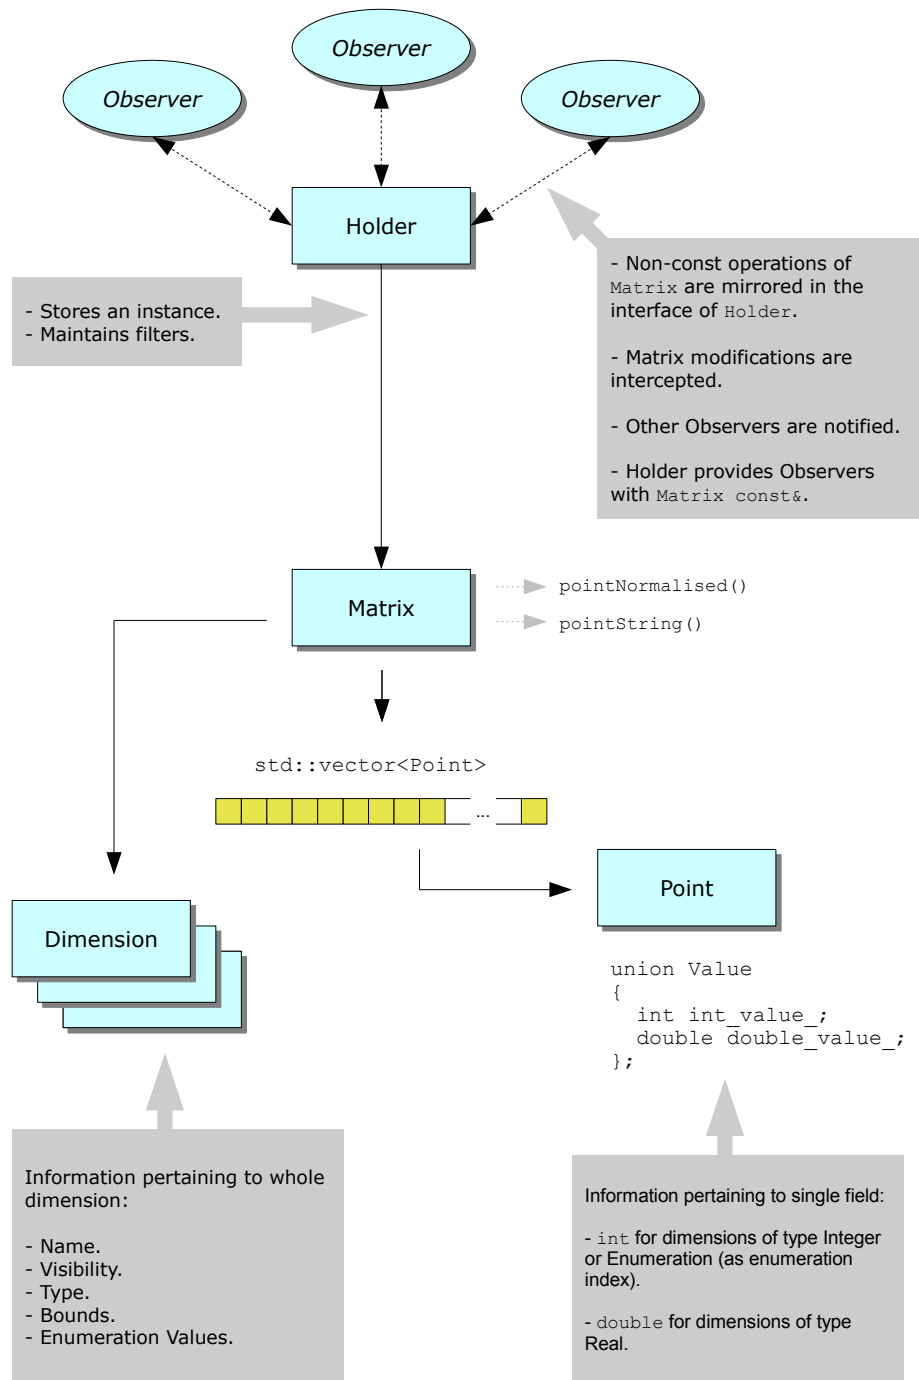 Observer
Observer
Observer
Holder
- Stores an instance.
- Maintains filters.
- Non-const operations of
Matrix are mirrored in the
interface of Holder.
- Matrix modifications are
intercepted.
- Other Observers are notified.
- Holder provides Observers
with Matrix const&.
Matrix
pointNormalised()
pointString()
std::vector<Point>
...
Point
Dimension
union Value
{
int int_value_;
double double_value_;
};
Information pertaining to whole
dimension:
- Name.
- Visibility.
- Type.
- Bounds.
- Enumeration Values.
Information pertaining to single field:
- int for dimensions of type Integer
or Enumeration (as enumeration
index).
- double for dimensions of type
Real.